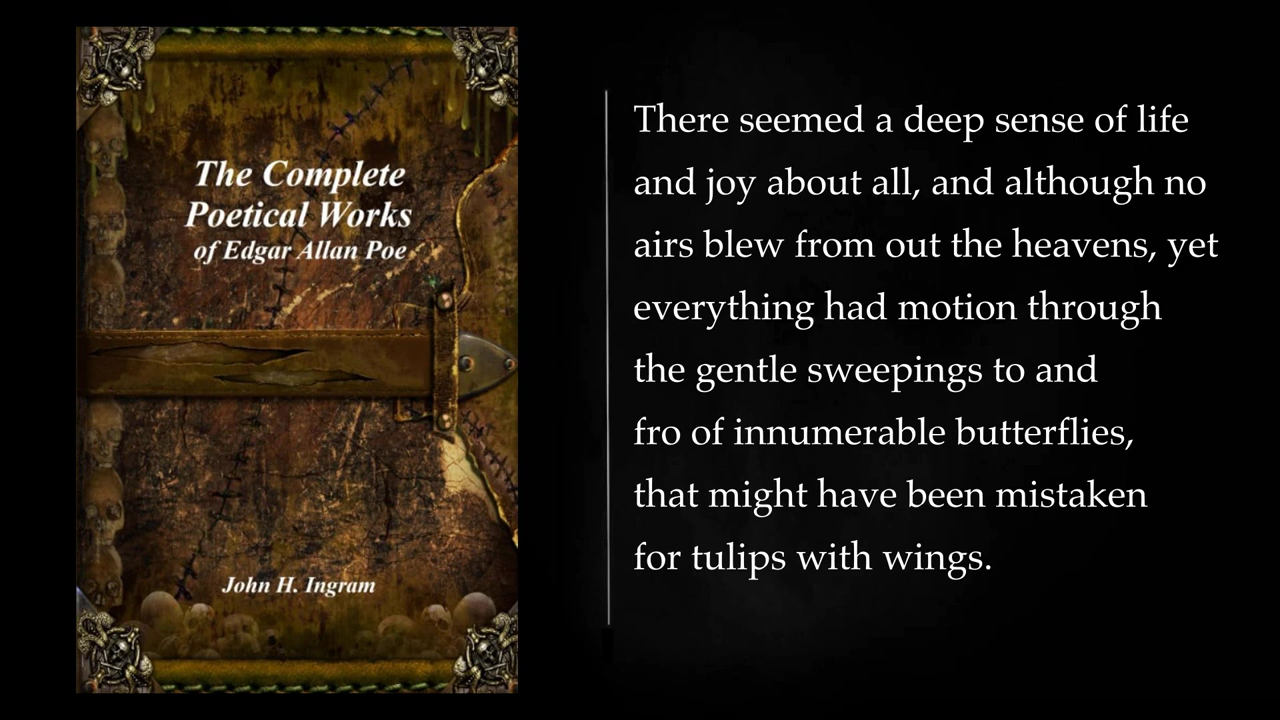 The Complete
Poetical Works
of Edgar Allan Poe
John H. Ingram
There seemed a deep sense of life
and joy about all, and although no
airs blew from out the heavens, yet
everything had motion through
the gentle sweepings to and
fro of innumerable butterflies,
that might have been mistaken
for tulips with wings.